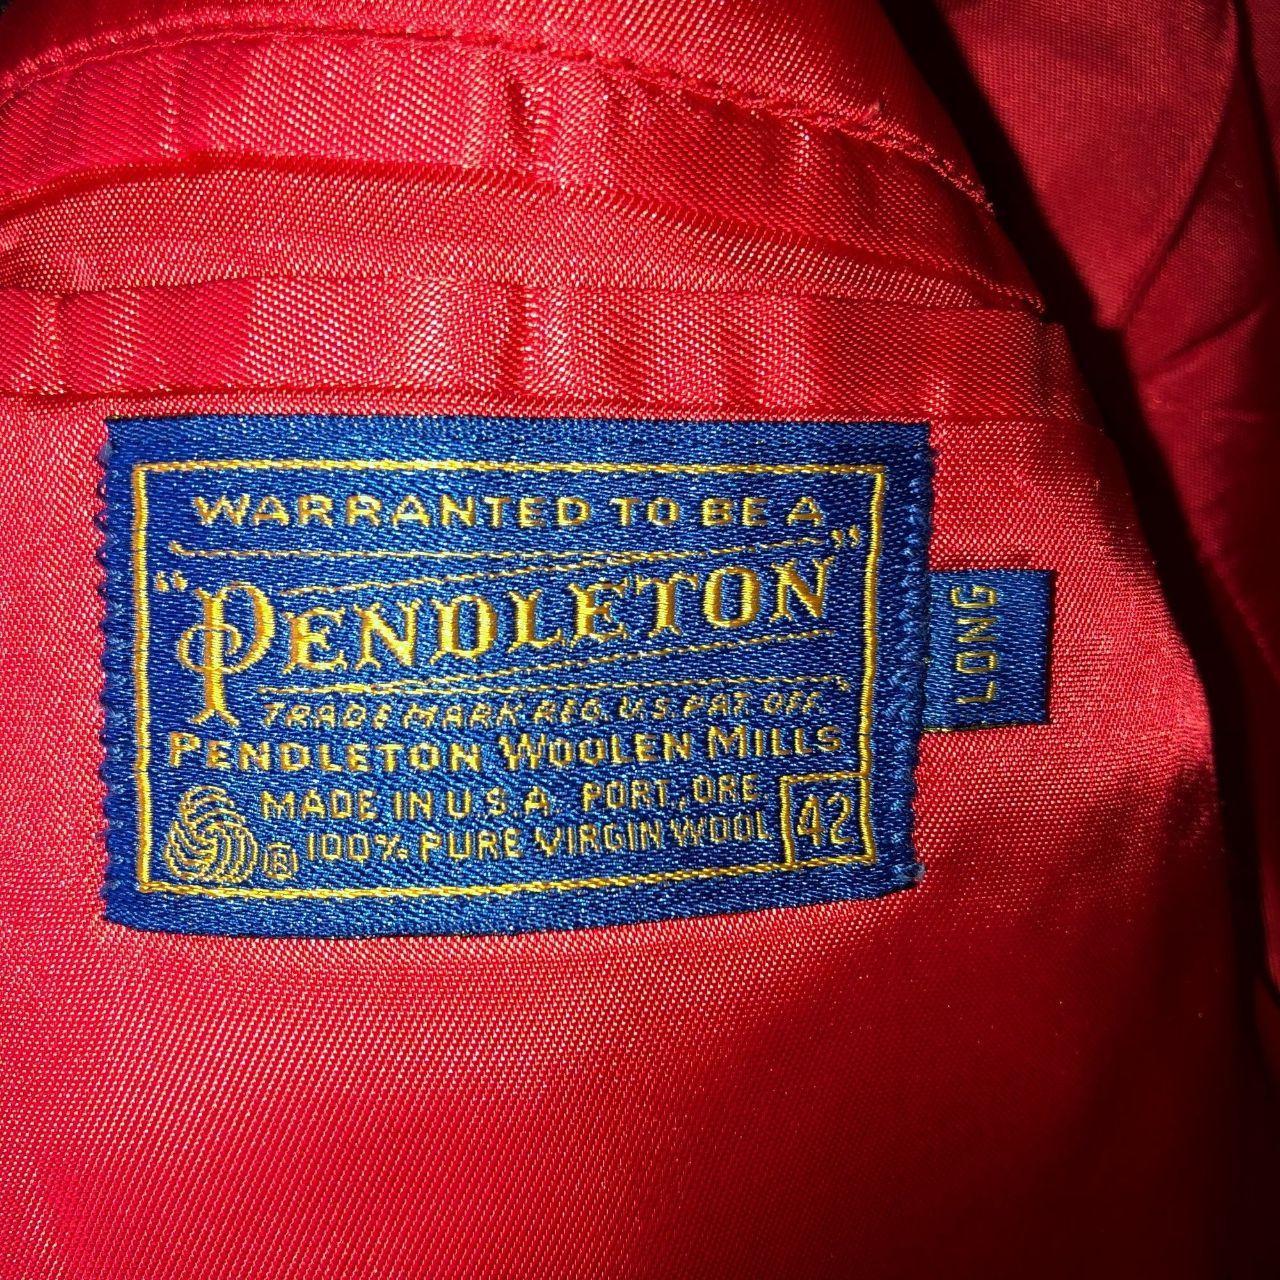 WARRANTED TO BE A
"PENDLETON"
TRADE MARK REG. U.S. PAT. OFF.
PENDLETON WOOLEN MILLS
MADE IN U.S.A. PORT., ORE
® 100% PURE VIRGIN WOOL
42
LONG